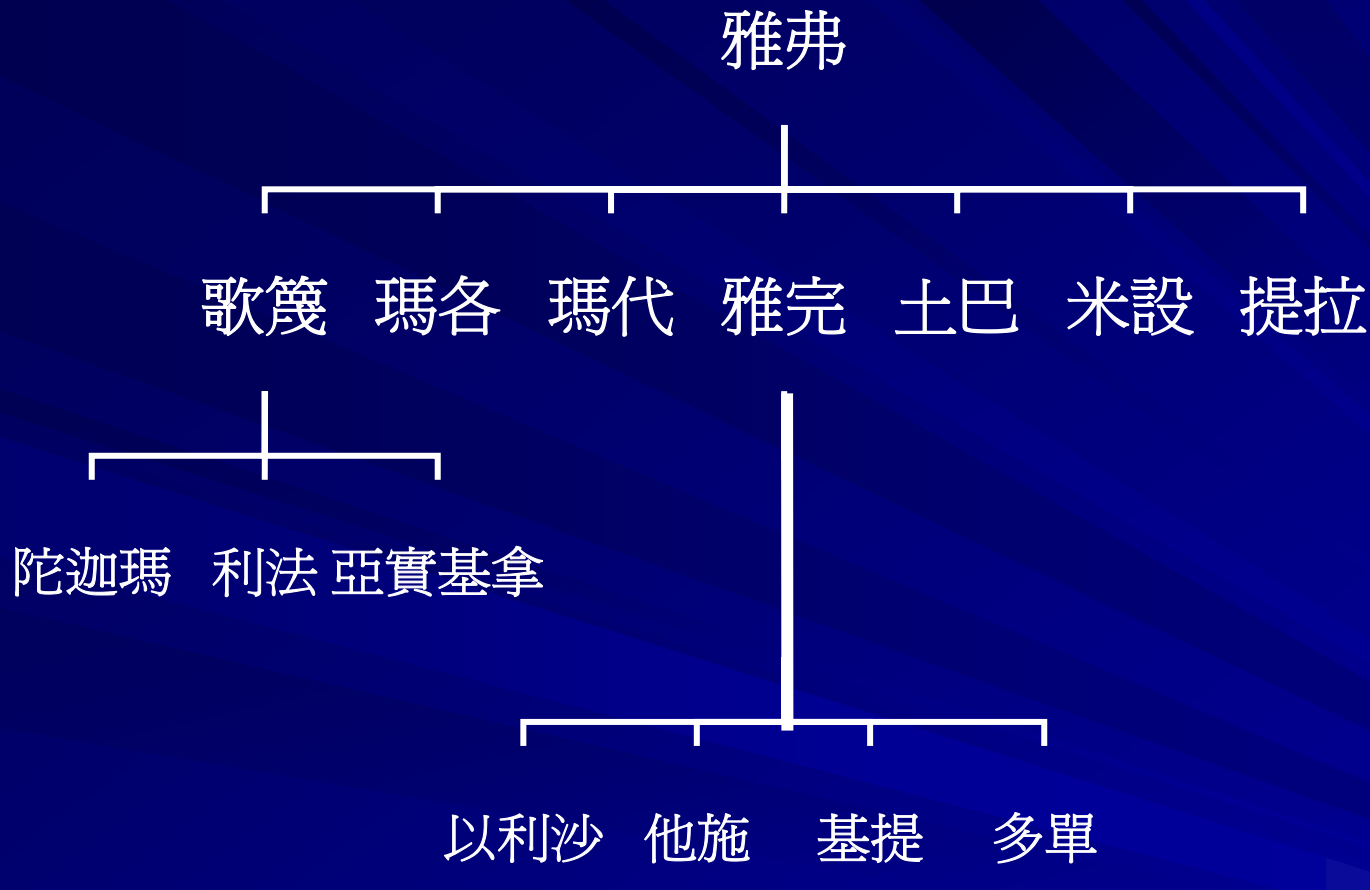 雅弗
歌篾 瑪各 瑪代 雅完 土巴 米設 提拉
陀迦瑪 利法 亞實基拿
以利沙 他施 基提 多單